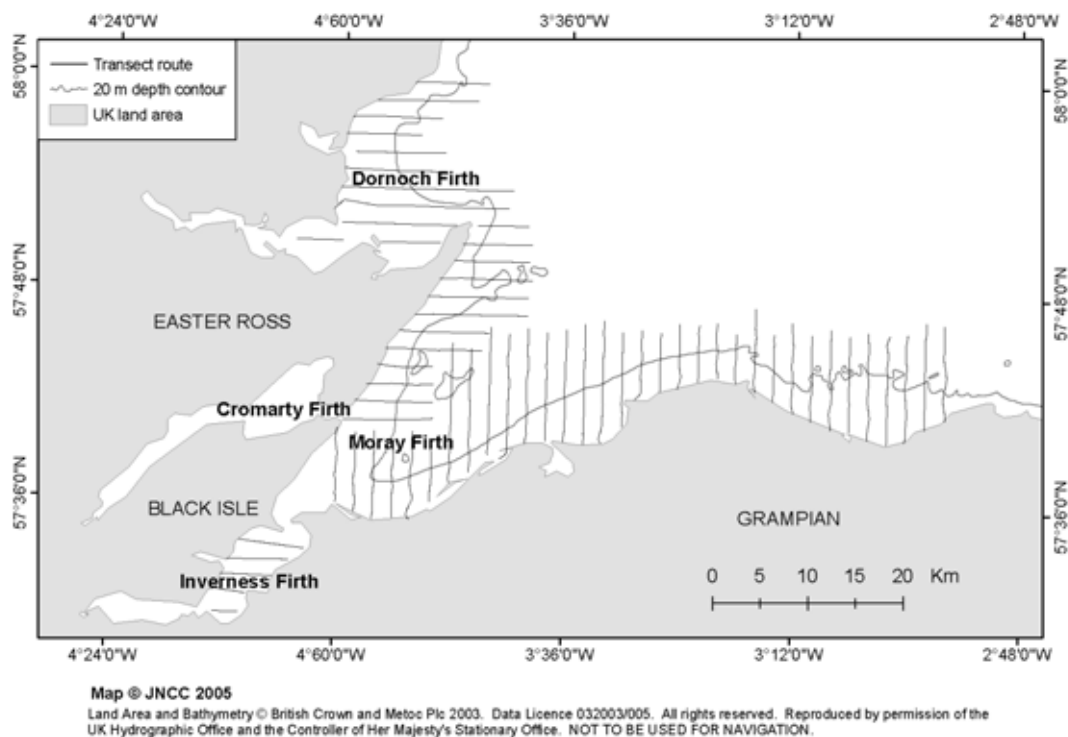 4°24'0"W 4°60'0"W 3°36'0"W 3°12'0"W 2°48'0"W
58°0'0"N
58°0'0"N
Transect route
20 m depth contour
UK land area
Dornoch Firth
57°48'0"N
57°48'0"N
EASTER ROSS
Cromarty Firth
Moray Firth
57°36'0"N
57°36'0"N
BLACK ISLE
GRAMPIAN
Inverness Firth
0 5 10 15 20 Km
4°24'0"W 4°60'0"W 3°36'0"W 3°12'0"W 2°48'0"W
Map © JNCC 2005
Land Area and Bathymetry © British Crown and Metoc Plc 2003. Data Licence 032003/005. All rights reserved. Reproduced by permission of the
UK Hydrographic Office and the Controller of Her Majesty's Stationary Office. NOT TO BE USED FOR NAVIGATION.